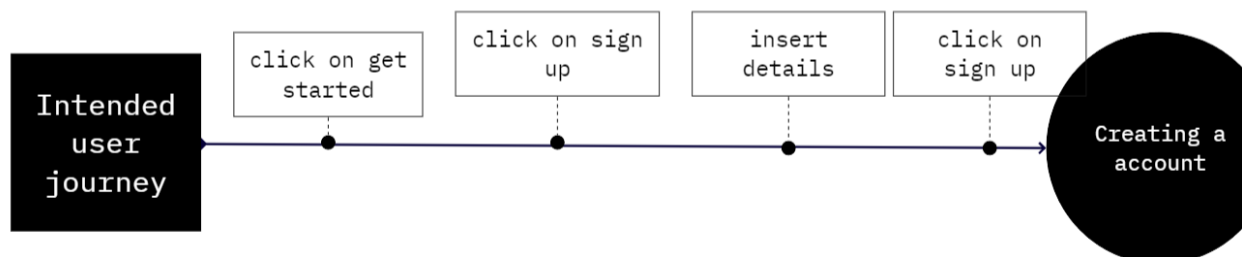 Intended
user
journey
click on get
started
click on sign
up
insert
details
click on
sign up
Creating a
account